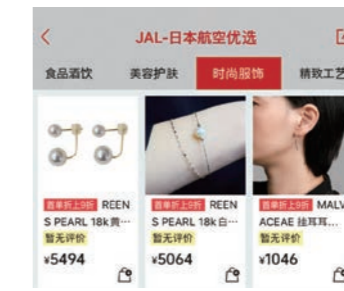 JAL-日本航空优选
食品酒饮 美容护肤 时尚服饰 精致工艺
首单折上9折 REEN
S PEARL 18k黄…
暂无评价
¥5494
首单折上9折 REEN
S PEARL 18k白…
暂无评价
¥5064
首单折上9折 MALV
ACEAE 挂耳耳...
暂无评价
¥1046